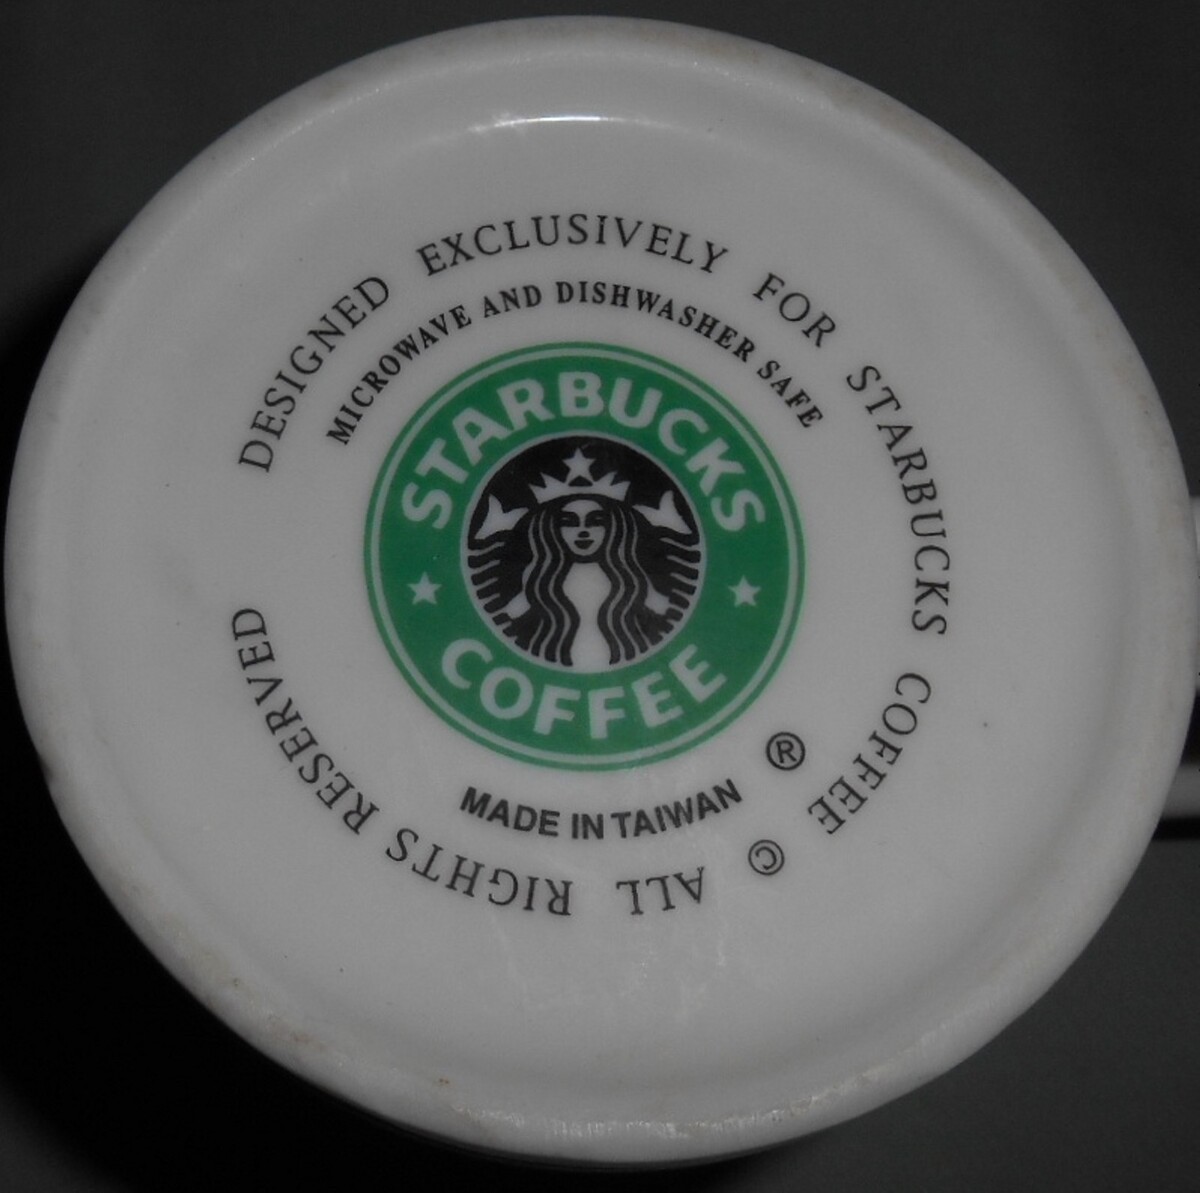 DESIGNED EXCLUSIVELY FOR STARBUCKS COFFEE © ALL RIGHTS RESERVED
MICROWAVE AND DISHWASHER SAFE
STARBUCKS
COFFEE
®
MADE IN TAIWAN